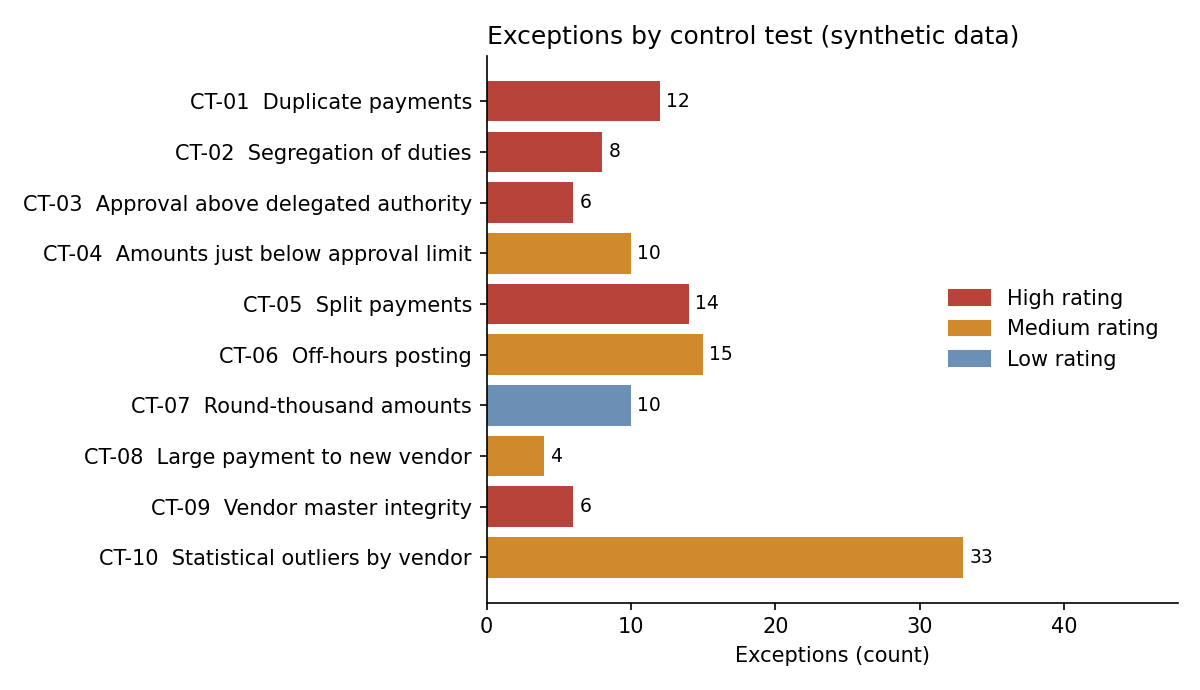 Exceptions by control test (synthetic data)
CT-01  Duplicate payments 12
CT-02  Segregation of duties 8
CT-03  Approval above delegated authority 6
CT-04  Amounts just below approval limit 10
CT-05  Split payments 14
CT-06  Off-hours posting 15
CT-07  Round-thousand amounts 10
CT-08  Large payment to new vendor 4
CT-09  Vendor master integrity 6
CT-10  Statistical outliers by vendor 33
High rating
Medium rating
Low rating
0 10 20 30 40
Exceptions (count)